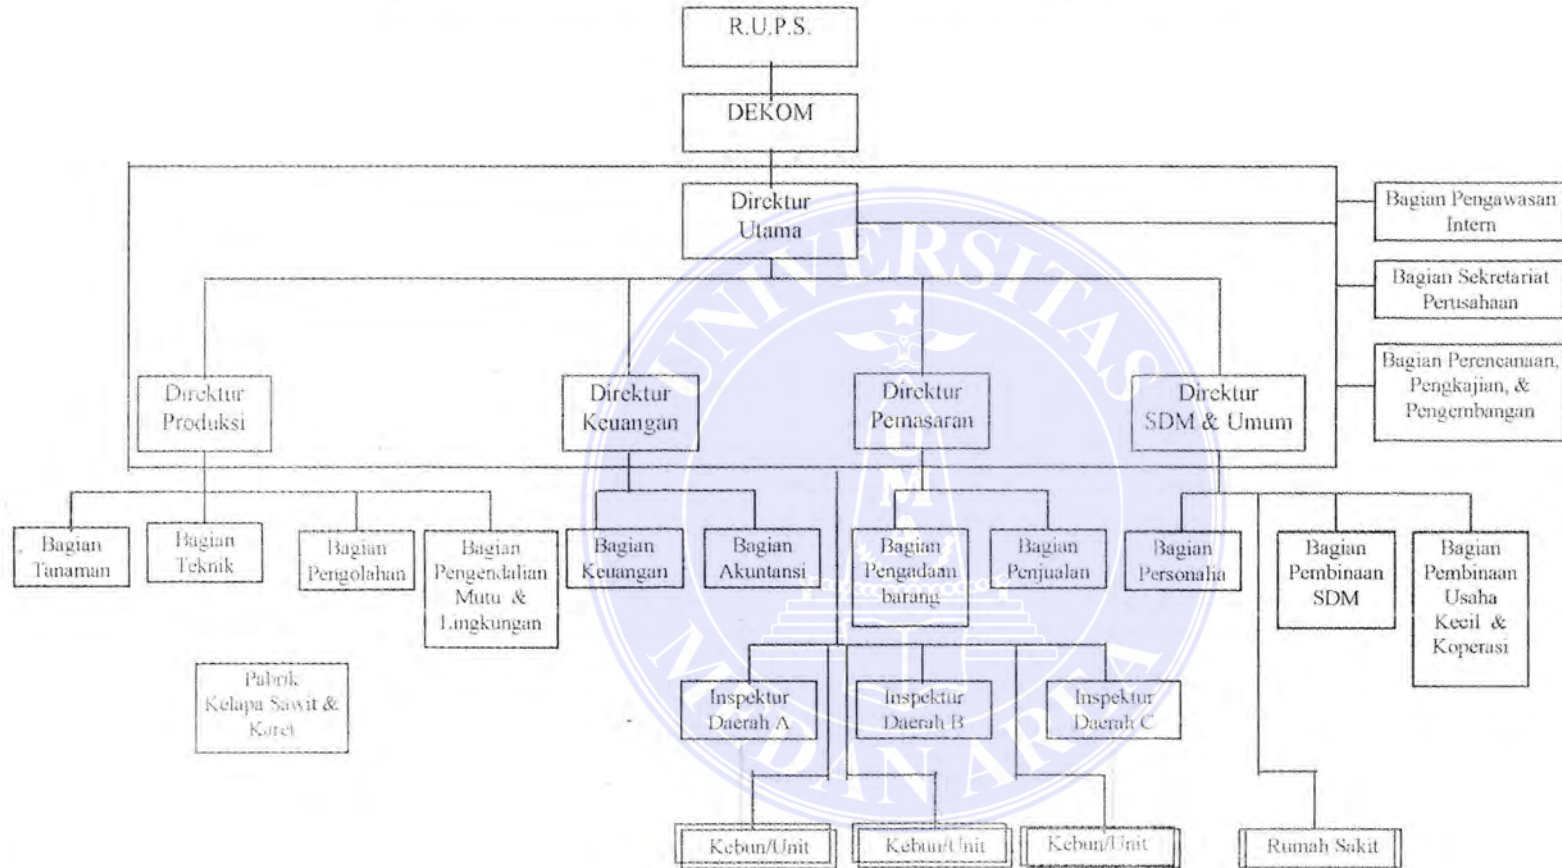 R.U.P.S.
DEKOM
Direktur
Utama
Bagian Pengawasan
Intern
Bagian Sekretariat
Perusahaan
Bagian Perencanaan,
Pengkajian, &
Pengembangan
Direktur
Produksi
Direktur
Keuangan
Direktur
Pemasaran
Direktur
SDM & Umum
Bagian
Tanaman
Bagian
Teknik
Bagian
Pengolahan
Bagian
Pengendalian
Mutu &
Lingkungan
Bagian
Keuangan
Bagian
Akuntansi
Bagian
Pengadaan
barang
Bagian
Penjualan
Bagian
Personalia
Bagian
Pembinaan
SDM
Bagian
Pembinaan
Usaha
Kecil &
Koperasi
Pabrik
Kelapa Sawit &
Karet
Inspektur
Daerah A
Inspektur
Daerah B
Inspektur
Daerah C
Kebun/Unit
Kebun/Unit
Kebun/Unit
Rumah Sakit
UNIVERSITAS
MEDAN AREA